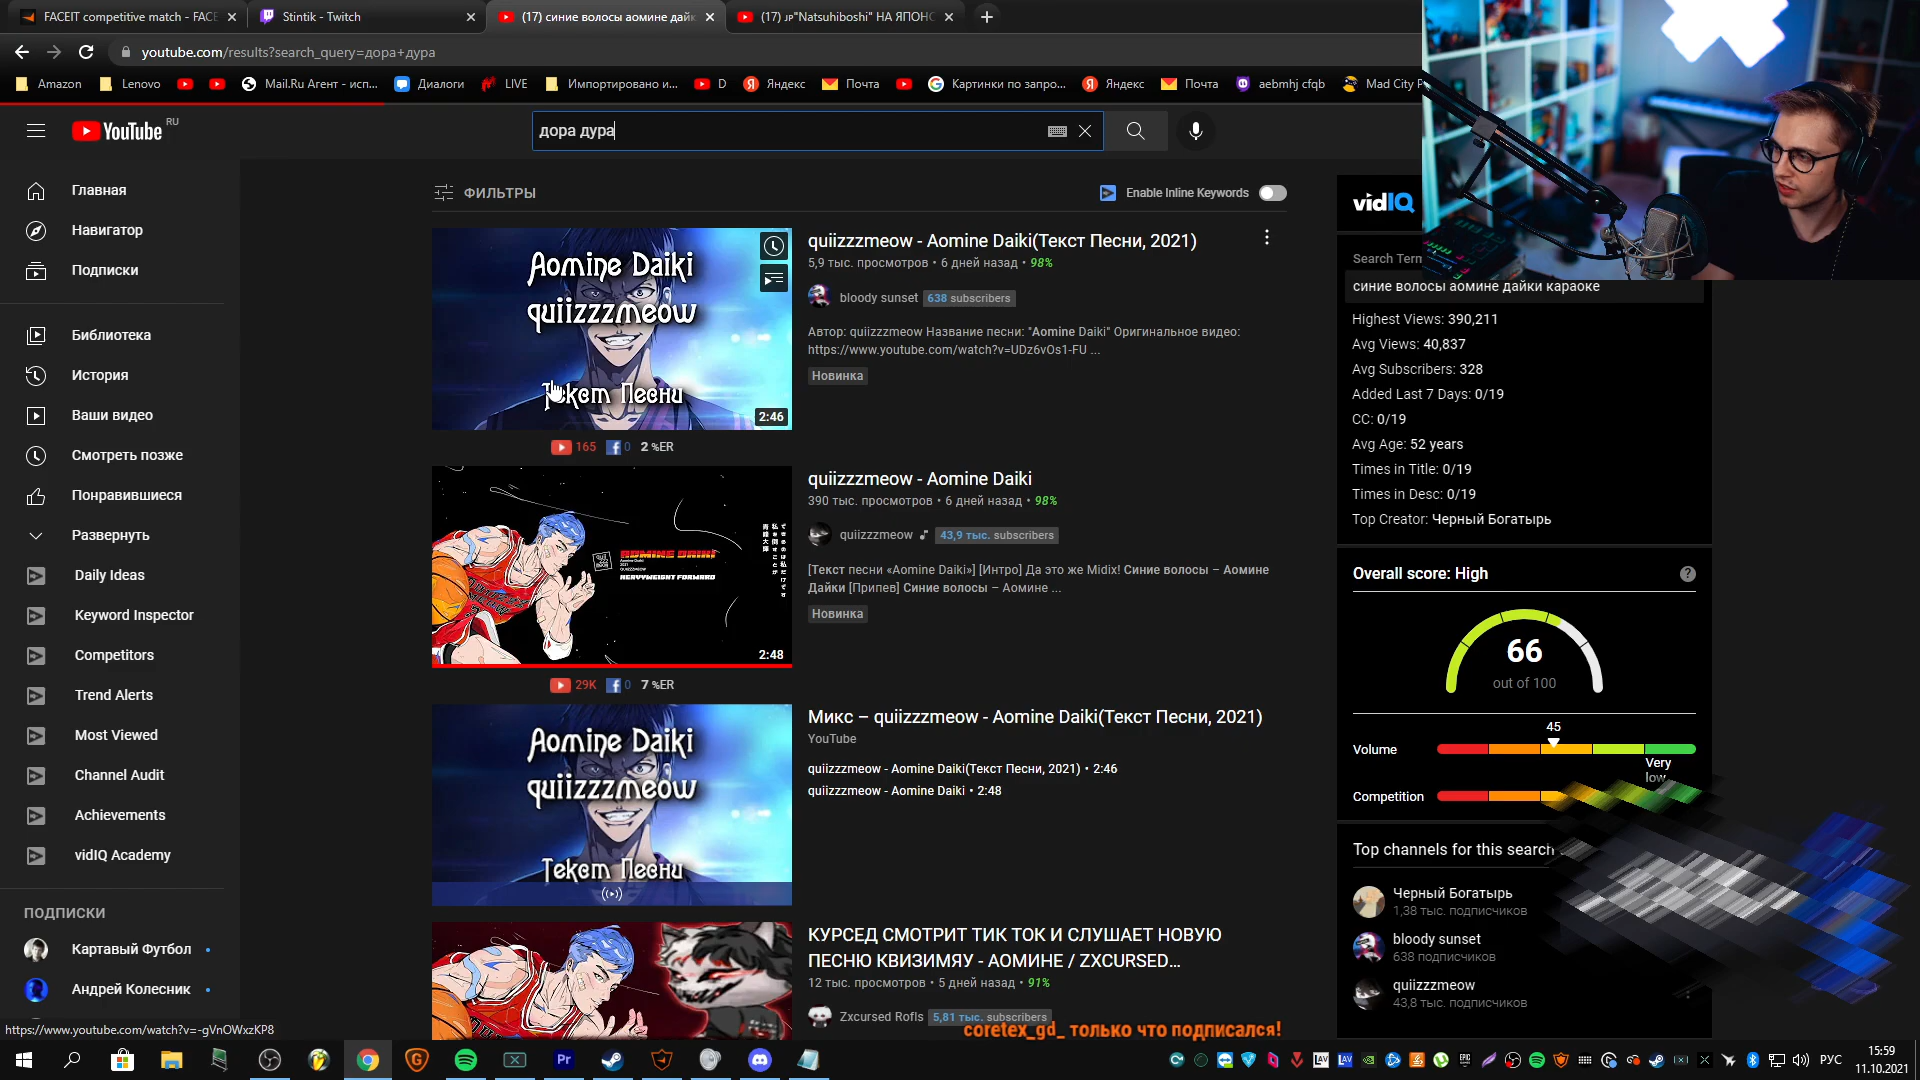 FACEIT competitive match - FACE
Stintik - Twitch
(17) синие волосы аомине дайк
(17) JP"Natsuhiboshi" НА ЯПОНС
youtube.com/results?search_query=дора+дура
Amazon
Lenovo
Mail.Ru Агент - исп...
Диалоги
LIVE
Импортировано и...
D
Яндекс
Почта
Картинки по запро...
Яндекс
Почта
aebmhj cfqb
Mad City P
YouTube RU
дора дура
Главная
Навигатор
Подписки
Библиотека
История
Ваши видео
Смотреть позже
Понравившиеся
Развернуть
Daily Ideas
Keyword Inspector
Competitors
Trend Alerts
Most Viewed
Channel Audit
Achievements
vidIQ Academy
ПОДПИСКИ
Картавый Футбол
Андрей Колесник
https://www.youtube.com/watch?v=-gVnOWxzKP8
ФИЛЬТРЫ
Enable Inline Keywords
Aomine Daiki
quiizzzmeow
Текст Песни
2:46
quiizzzmeow - Aomine Daiki(Текст Песни, 2021)
5,9 тыс. просмотров • 6 дней назад • 98%
bloody sunset 638 subscribers
Автор: quiizzzmeow Название песни: "Aomine Daiki" Оригинальное видео:
https://www.youtube.com/watch?v=UDz6vOs1-FU ...
Новинка
165 0 2 %ER
AOMINE DAIKI
HEAVYWEIGHT FORWARD
2:48
quiizzzmeow - Aomine Daiki
390 тыс. просмотров • 6 дней назад • 98%
quiizzzmeow 43,9 тыс. subscribers
[Текст песни «Aomine Daiki»] [Интро] Да это же Midix! Синие волосы – Аомине
Дайки [Припев] Синие волосы – Аомине ...
Новинка
29K 0 7 %ER
Aomine Daiki
quiizzzmeow
Текст Песни
Микс – quiizzzmeow - Aomine Daiki(Текст Песни, 2021)
YouTube
quiizzzmeow - Aomine Daiki(Текст Песни, 2021) • 2:46
quiizzzmeow - Aomine Daiki • 2:48
КУРСЕД СМОТРИТ ТИК ТОК И СЛУШАЕТ НОВУЮ
ПЕСНЮ КВИЗИМЯУ - АОМИНЕ / ZXCURSED...
12 тыс. просмотров • 5 дней назад • 91%
Zxcursed Rofls 5,81 тыс. subscribers
coretex_gd_ только что подписался!
vidIQ
Search Term
синие волосы аомине дайки караоке
Highest Views: 390,211
Avg Views: 40,837
Avg Subscribers: 328
Added Last 7 Days: 0/19
CC: 0/19
Avg Age: 52 years
Times in Title: 0/19
Times in Desc: 0/19
Top Creator: Черный Богатырь
Overall score: High
66
out of 100
45
Volume
Very
low
Competition
Top channels for this search
Черный Богатырь
1,38 тыс. подписчиков
bloody sunset
638 подписчиков
quiizzzmeow
43,8 тыс. подписчиков
РУС
15:59
11.10.2021